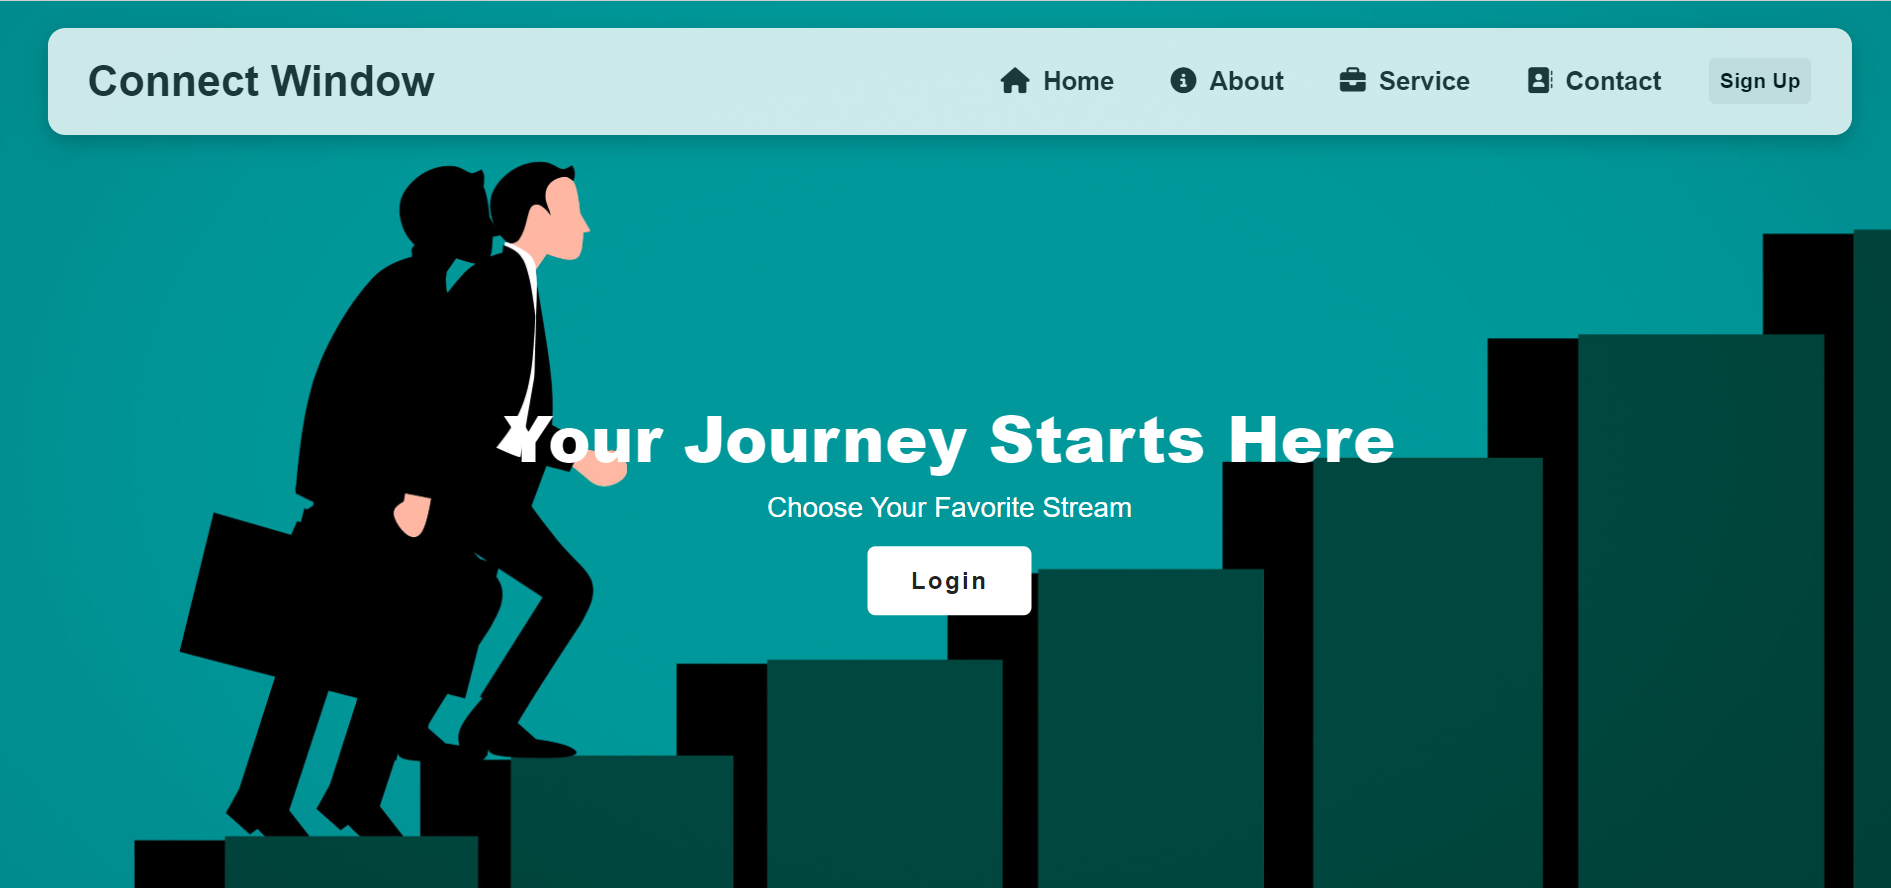 Connect Window
Home
About
Service
Contact
Sign Up
Your Journey Starts Here
Choose Your Favorite Stream
Login